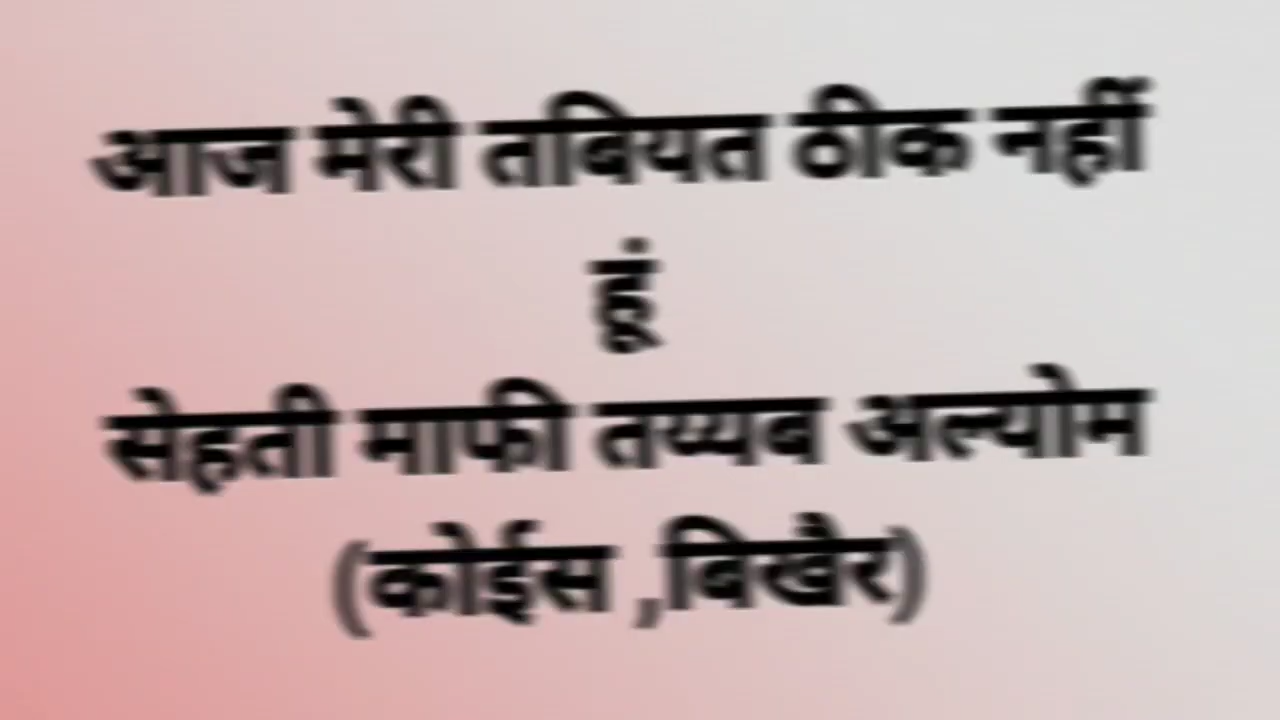 आज मेरी तबियत ठीक नहीं
हूं
सेहती माफी तय्यब अल्योम
(कोईस ,बिखैर)